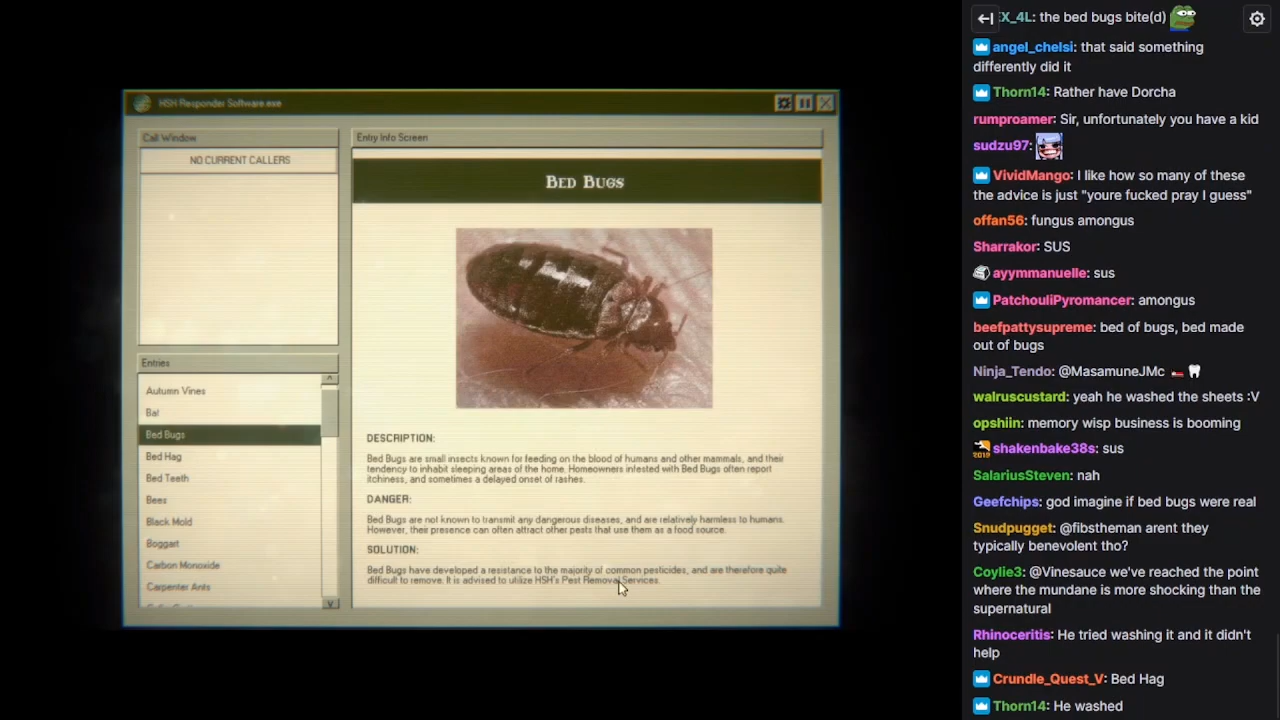 HSH Responder Software.exe
Call Window
NO CURRENT CALLERS
Entries
Autumn Vines
Ba!
Bed Bugs
Bed Hag
Bed Teeth
Bees
Black Mold
Boggart
Carbon Monoxide
Carpenter Ants
Entry Info Screen
Bed Bugs
DESCRIPTION:
Bed Bugs are small insects known for feeding on the blood of humans and other mammals, and their
tendency to inhabit sleeping areas of the home. Homeowners infested with Bed Bugs often report
itchiness, and sometimes a delayed onset of rashes.
DANGER:
Bed Bugs are not known to transmit any dangerous diseases, and are relatively harmless to humans.
However, their presence can often attract other pests that use them as a food source.
SOLUTION:
Bed Bugs have developed a resistance to the majority of common pesticides, and are therefore quite
difficult to remove. It is advised to utilize HSH's Pest Removal Services.
X_4L: the bed bugs bite(d)
angel_chelsi: that said something
differently did it
Thorn14: Rather have Dorcha
rumproamer: Sir, unfortunately you have a kid
sudzu97:
VividMango: I like how so many of these
the advice is just "youre fucked pray I guess"
offan56: fungus amongus
Sharrakor: SUS
ayymmanuelle: sus
PatchouliPyromancer: amongus
beefpattysupreme: bed of bugs, bed made
out of bugs
Ninja_Tendo: @MasamuneJMc
walruscustard: yeah he washed the sheets :V
opshiin: memory wisp business is booming
shakenbake38s: sus
SalariusSteven: nah
Geefchips: god imagine if bed bugs were real
Snudpugget: @fibstheman arent they
typically benevolent tho?
Coylie3: @Vinesauce we've reached the point
where the mundane is more shocking than the
supernatural
Rhinoceritis: He tried washing it and it didn't
help
Crundle_Quest_V: Bed Hag
Thorn14: He washed